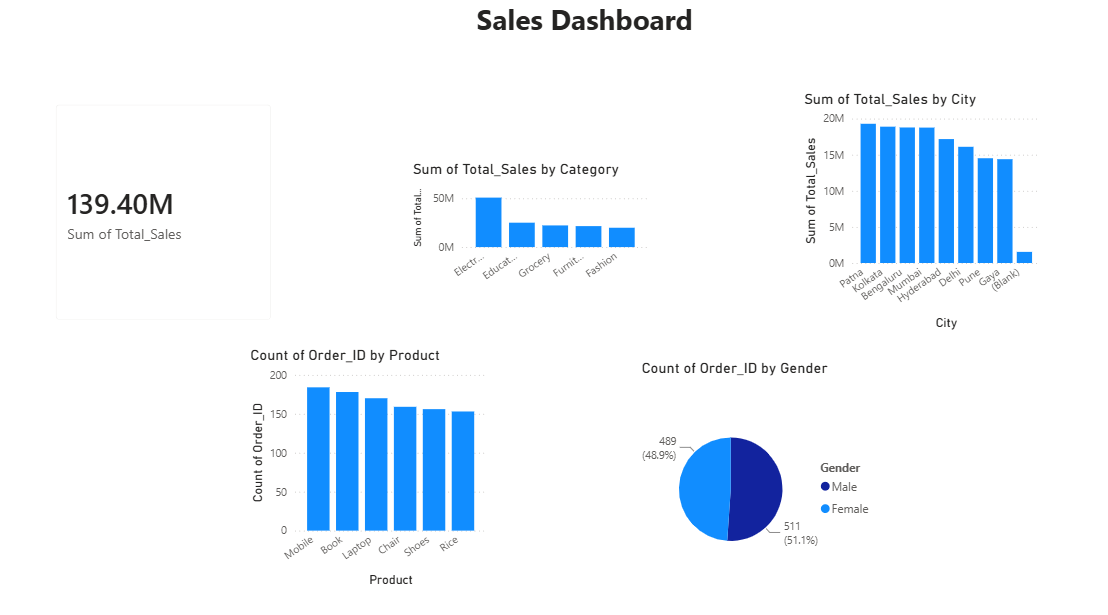 Sales Dashboard
139.40M
Sum of Total_Sales
Sum of Total_Sales by Category
Sum of Total...
50M
0M
Electr...
Educat...
Grocery
Furnit...
Fashion
Sum of Total_Sales by City
Sum of Total_Sales
20M
15M
10M
5M
0M
Patna
Kolkata
Bengaluru
Mumbai
Hyderabad
Delhi
Pune
Gaya
(Blank)
City
Count of Order_ID by Product
Count of Order_ID
200
150
100
50
0
Mobile
Book
Laptop
Chair
Shoes
Rice
Product
Count of Order_ID by Gender
489
(48.9%)
511
(51.1%)
Gender
Male
Female